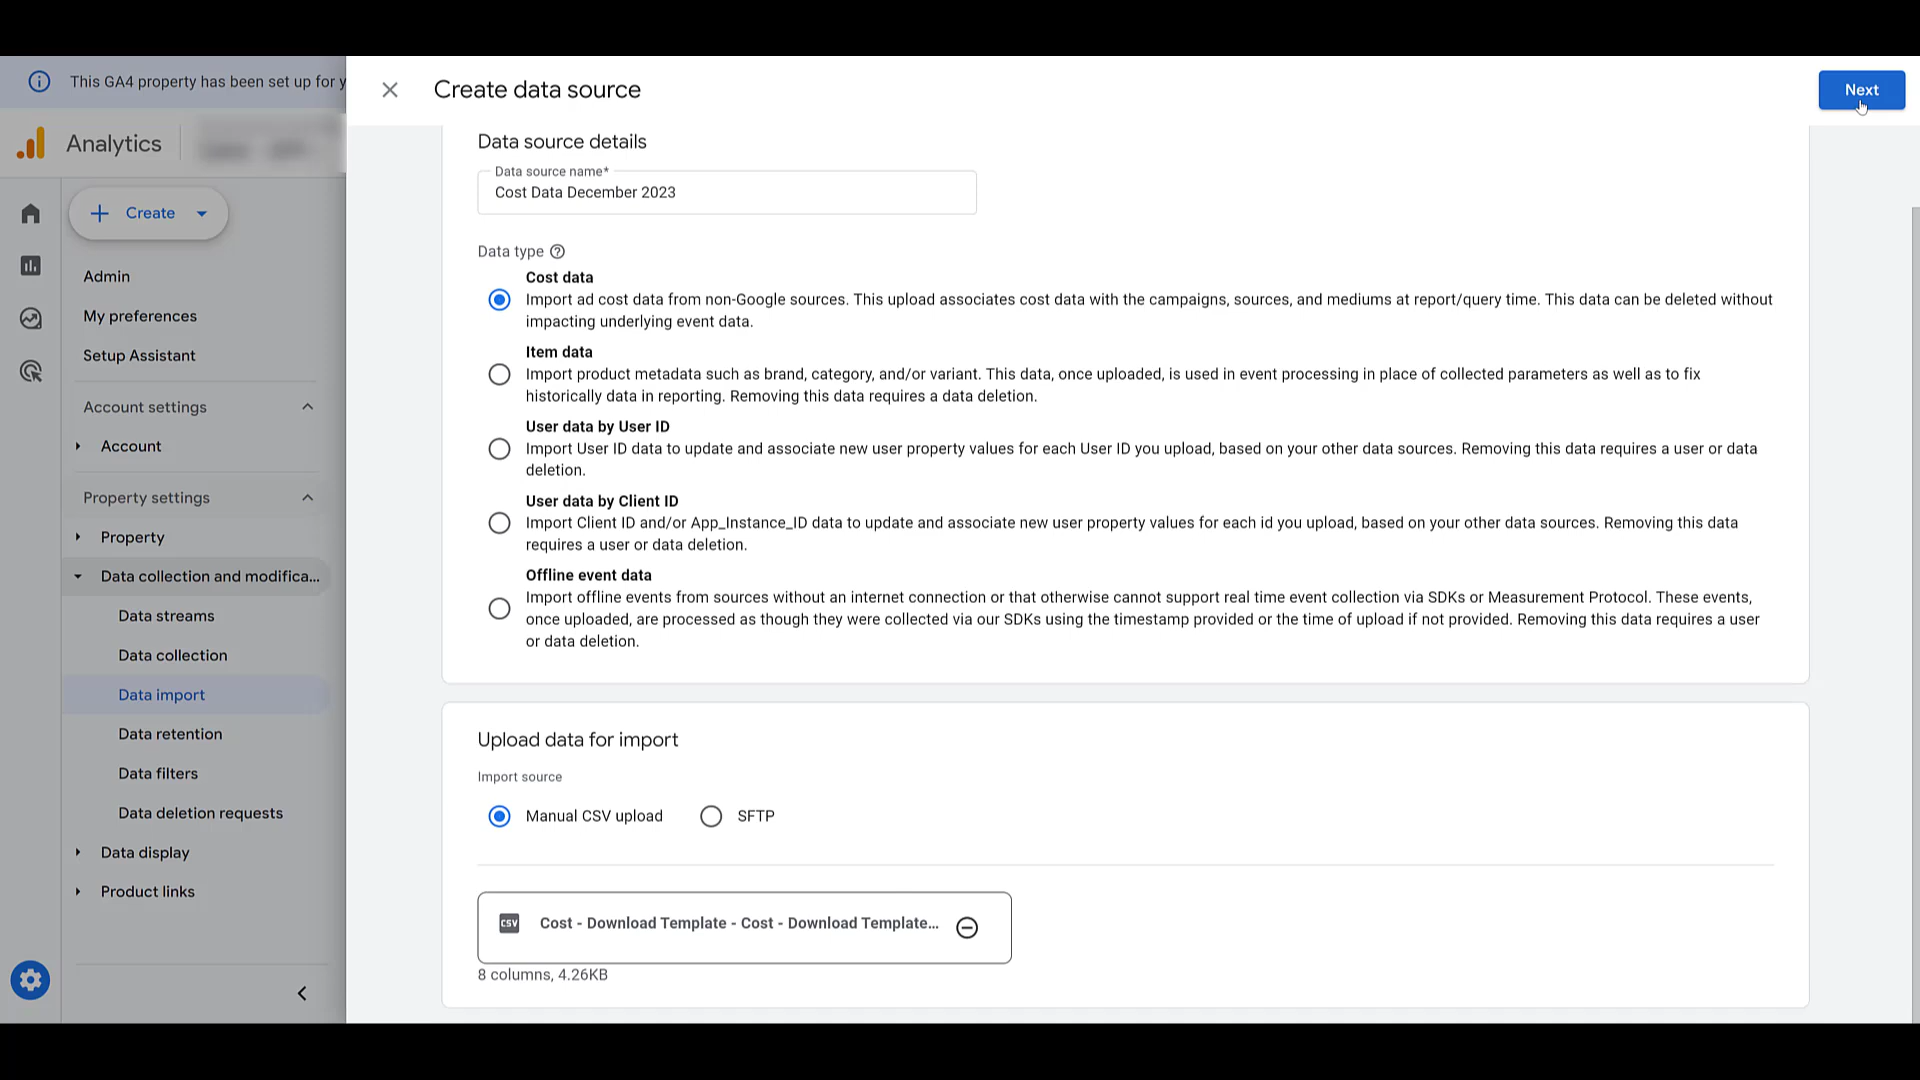 This GA4 property has been set up for y
Create data source
Next
Analytics
Create
Admin
My preferences
Setup Assistant
Account settings
Account
Property settings
Property
Data collection and modifica...
Data streams
Data collection
Data import
Data retention
Data filters
Data deletion requests
Data display
Product links
Data source details
Data source name*
Cost Data December 2023
Data type
Cost data
Import ad cost data from non-Google sources. This upload associates cost data with the campaigns, sources, and mediums at report/query time. This data can be deleted without
impacting underlying event data.
Item data
Import product metadata such as brand, category, and/or variant. This data, once uploaded, is used in event processing in place of collected parameters as well as to fix
historically data in reporting. Removing this data requires a data deletion.
User data by User ID
Import User ID data to update and associate new user property values for each User ID you upload, based on your other data sources. Removing this data requires a user or data
deletion.
User data by Client ID
Import Client ID and/or App_Instance_ID data to update and associate new user property values for each id you upload, based on your other data sources. Removing this data
requires a user or data deletion.
Offline event data
Import offline events from sources without an internet connection or that otherwise cannot support real time event collection via SDKs or Measurement Protocol. These events,
once uploaded, are processed as though they were collected via our SDKs using the timestamp provided or the time of upload if not provided. Removing this data requires a user
or data deletion.
Upload data for import
Import source
Manual CSV upload
SFTP
CSV
Cost - Download Template - Cost - Download Template...
8 columns, 4.26KB